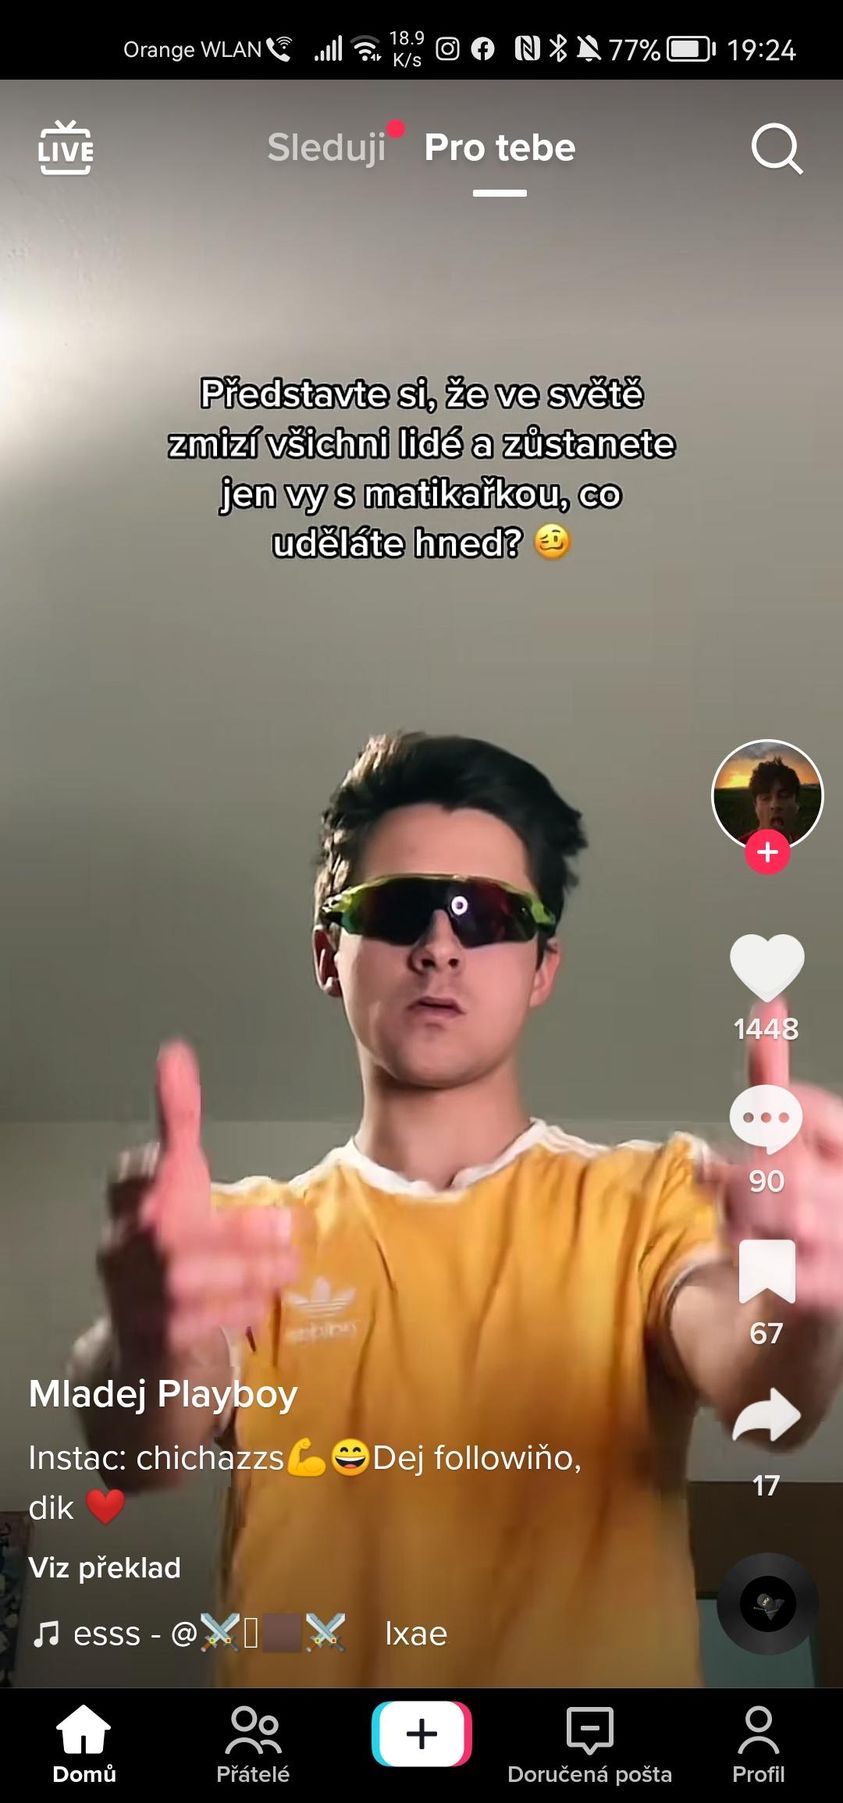 Orange WLAN 18.9 K/s 77% 19:24
LIVE Sleduji Pro tebe
Představte si, že ve světě
zmizí všichni lidé a zůstanete
jen vy s matikařkou, co
uděláte hned? 🥴
1448
90
67
17
Mladej Playboy
Instac: chichazzs💪😄Dej followiňo,
dik ❤️
Viz překlad
esss - @⚔️▯🏿⚔️ Ixae
Domů Přátelé Doručená pošta Profil